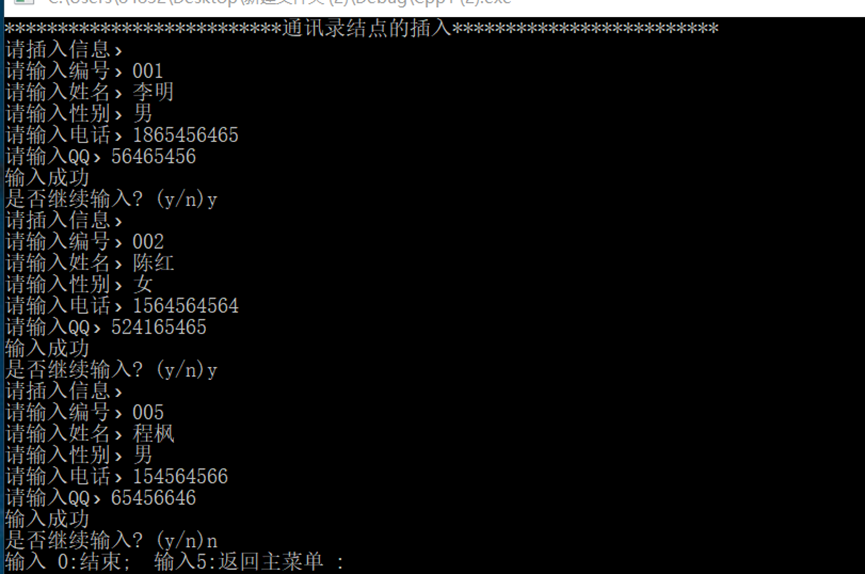 **************************通讯录结点的插入*************************
请插入信息>
请输入编号> 001
请输入姓名> 李明
请输入性别> 男
请输入电话> 1865456465
请输入QQ> 56465456
输入成功
是否继续输入? (y/n)y
请插入信息>
请输入编号> 002
请输入姓名> 陈红
请输入性别> 女
请输入电话> 1564564564
请输入QQ> 524165465
输入成功
是否继续输入? (y/n)y
请插入信息>
请输入编号> 005
请输入姓名> 程枫
请输入性别> 男
请输入电话> 154564566
请输入QQ> 65456646
输入成功
是否继续输入? (y/n)n
输入 0:结束;  输入5:返回主菜单 :